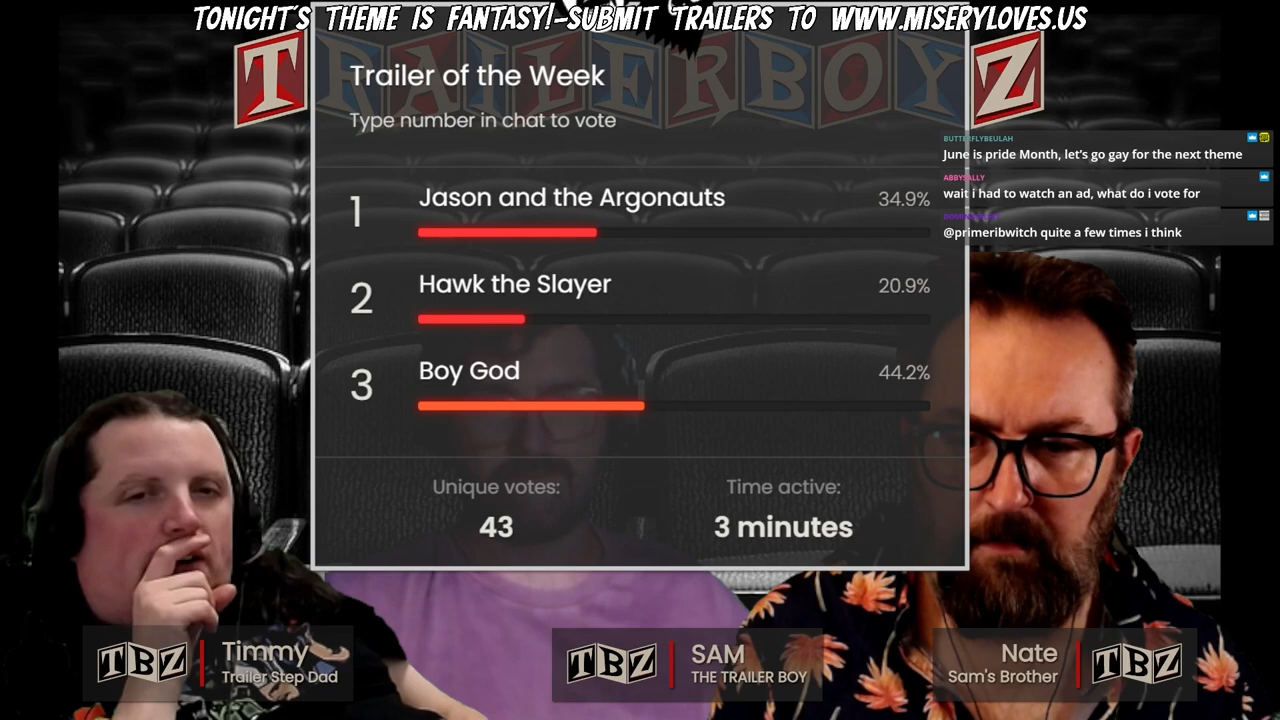 TONIGHT'S THEME IS FANTASY!-SUBMIT TRAILERS TO WWW.MISERYLOVES.US
TRAILERBOYZ
Trailer of the Week
Type number in chat to vote
1 Jason and the Argonauts 34.9%
2 Hawk the Slayer 20.9%
3 Boy God 44.2%
Unique votes: Time active:
43 3 minutes
BUTTERFLYBEULAH
June is pride Month, let's go gay for the next theme
ABBYSALLY
wait i had to watch an ad, what do i vote for
@primeribwitch quite a few times i think
TBZ Timmy
Trailer Step Dad
TBZ SAM
THE TRAILER BOY
Nate TBZ
Sam's Brother